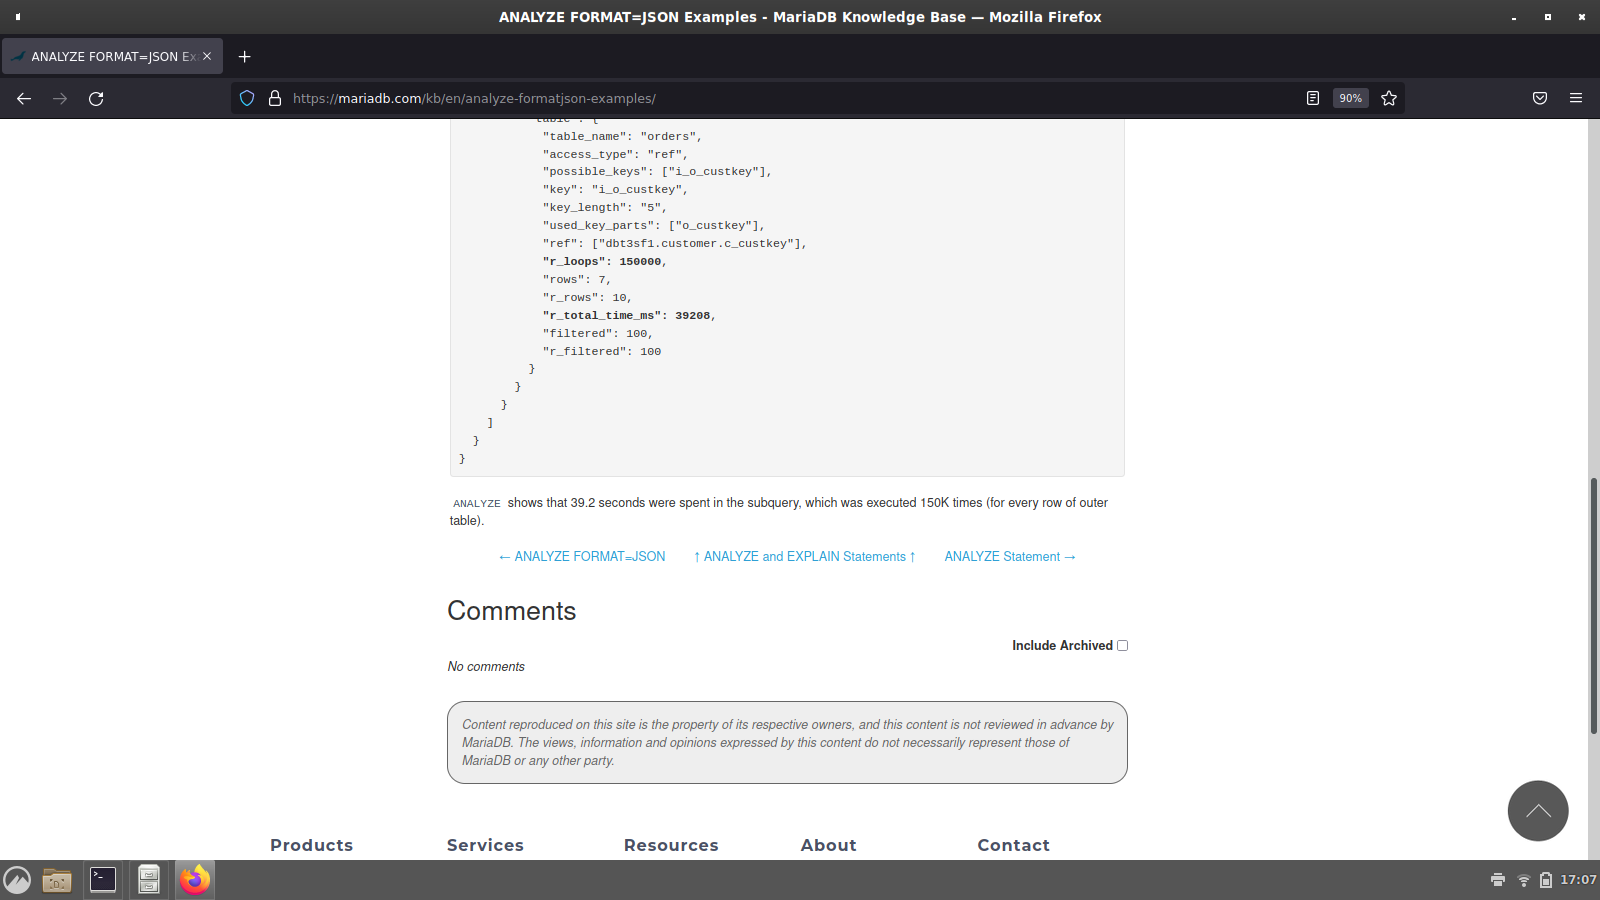 ANALYZE FORMAT=JSON Examples - MariaDB Knowledge Base — Mozilla Firefox
ANALYZE FORMAT=JSON Ex
https://mariadb.com/kb/en/analyze-formatjson-examples/
90%
"table": {
"table_name": "orders",
"access_type": "ref",
"possible_keys": ["i_o_custkey"],
"key": "i_o_custkey",
"key_length": "5",
"used_key_parts": ["o_custkey"],
"ref": ["dbt3sf1.customer.c_custkey"],
"r_loops": 150000,
"rows": 7,
"r_rows": 10,
"r_total_time_ms": 39208,
"filtered": 100,
"r_filtered": 100
}
}
}
]
}
}
ANALYZE shows that 39.2 seconds were spent in the subquery, which was executed 150K times (for every row of outer
table).
← ANALYZE FORMAT=JSON ↑ ANALYZE and EXPLAIN Statements ↑ ANALYZE Statement →
Comments
Include Archived
No comments
Content reproduced on this site is the property of its respective owners, and this content is not reviewed in advance by
MariaDB. The views, information and opinions expressed by this content do not necessarily represent those of
MariaDB or any other party.
Products Services Resources About Contact
17:07